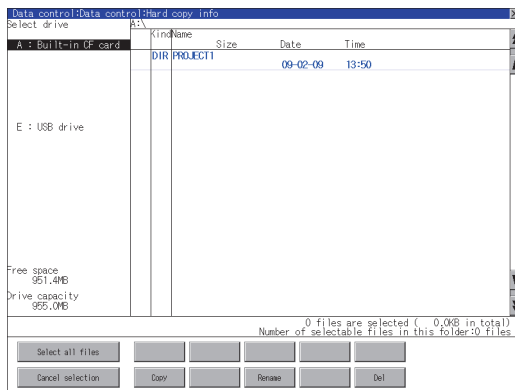 Data control:Data control:Hard copy info
Select drive
A:\
Kind Name
Size Date Time
A : Built-in CF card
DIR PROJECT1
09-02-09 13:50
E : USB drive
Free space
951.4MB
Drive capacity
955.0MB
0 files are selected ( 0.0KB in total)
Number of selectable files in this folder:0 files
Select all files
Cancel selection Copy Rename Del